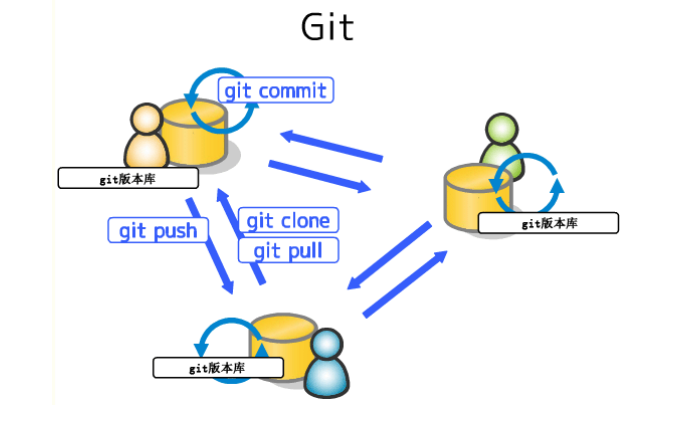 Git
git commit
git版本库
git版本库
git push
git clone
git pull
git版本库